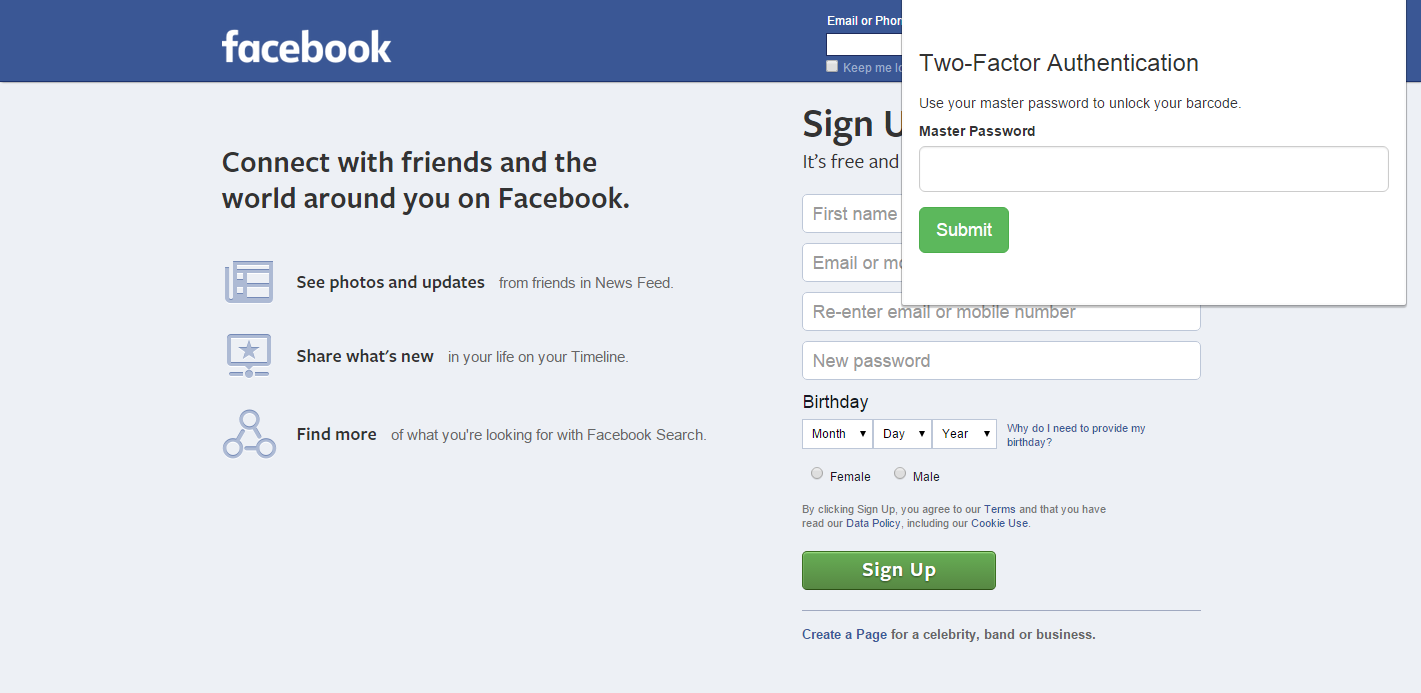 facebook
Email or Phon
Keep me lo
Two-Factor Authentication
Use your master password to unlock your barcode.
Master Password
Submit
Connect with friends and the
world around you on Facebook.
See photos and updates from friends in News Feed.
Share what's new in your life on your Timeline.
Find more of what you're looking for with Facebook Search.
Sign U
It's free and
First name
Email or mo
Re-enter email or mobile number
New password
Birthday
Month Day Year Why do I need to provide my
birthday?
Female Male
By clicking Sign Up, you agree to our Terms and that you have
read our Data Policy, including our Cookie Use.
Sign Up
Create a Page for a celebrity, band or business.